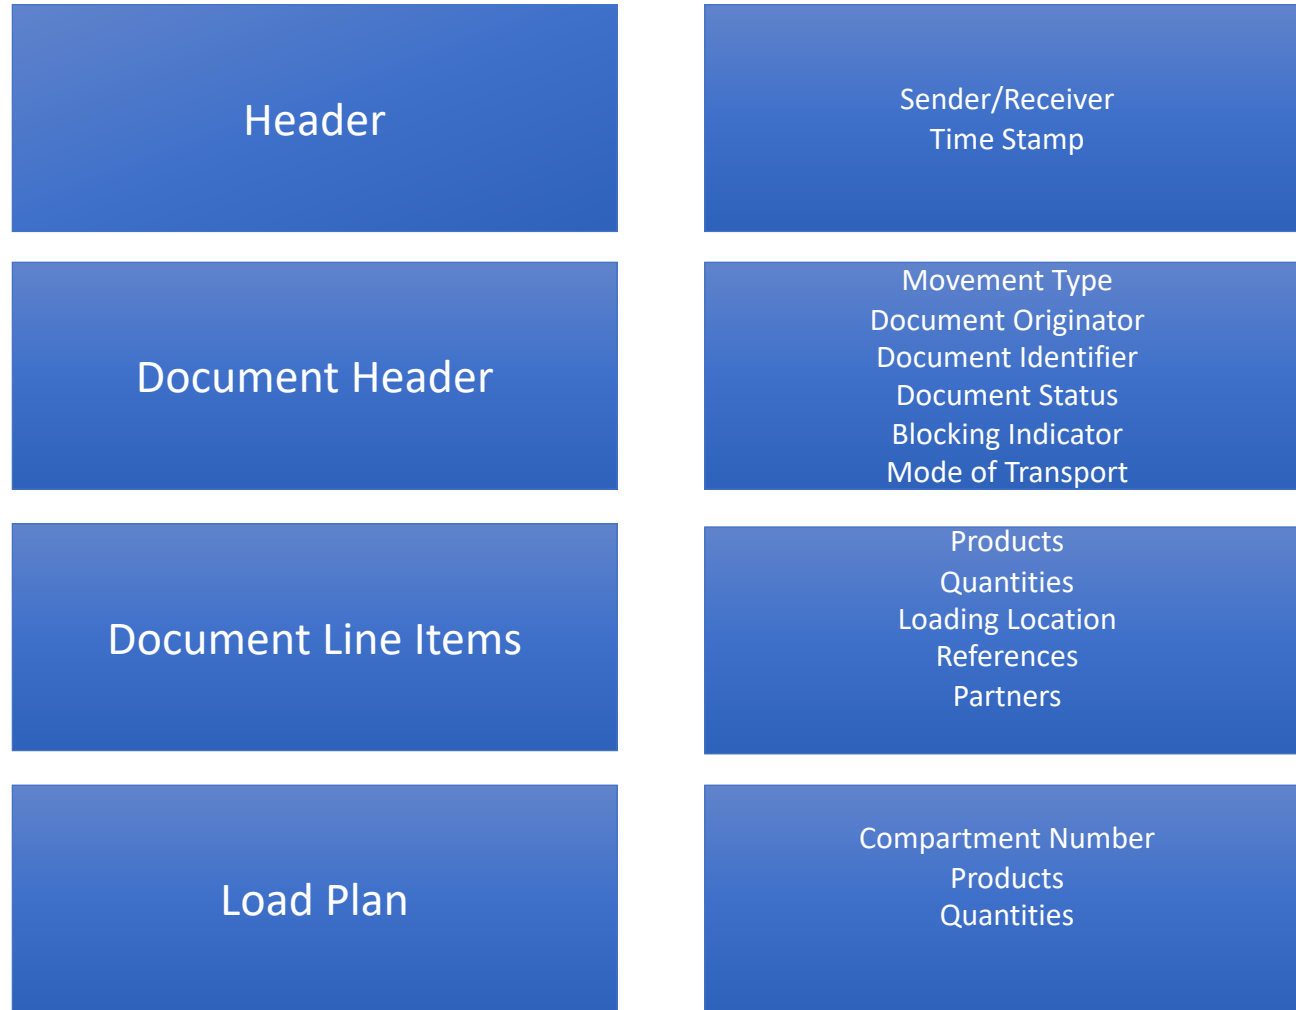 Header
Sender/Receiver
Time Stamp
Document Header
Movement Type
Document Originator
Document Identifier
Document Status
Blocking Indicator
Mode of Transport
Document Line Items
Products
Quantities
Loading Location
References
Partners
Load Plan
Compartment Number
Products
Quantities